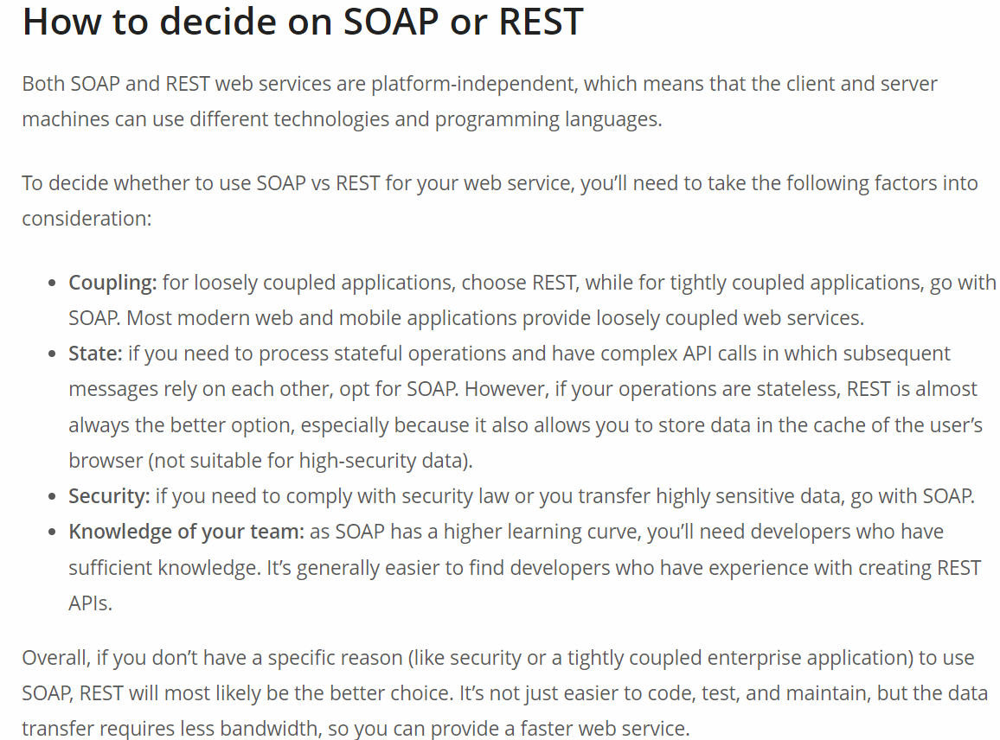 How to decide on SOAP or REST
Both SOAP and REST web services are platform-independent, which means that the client and server
machines can use different technologies and programming languages.
To decide whether to use SOAP vs REST for your web service, you’ll need to take the following factors into
consideration:
• Coupling: for loosely coupled applications, choose REST, while for tightly coupled applications, go with
SOAP. Most modern web and mobile applications provide loosely coupled web services.
• State: if you need to process stateful operations and have complex API calls in which subsequent
messages rely on each other, opt for SOAP. However, if your operations are stateless, REST is almost
always the better option, especially because it also allows you to store data in the cache of the user’s
browser (not suitable for high-security data).
• Security: if you need to comply with security law or you transfer highly sensitive data, go with SOAP.
• Knowledge of your team: as SOAP has a higher learning curve, you’ll need developers who have
sufficient knowledge. It’s generally easier to find developers who have experience with creating REST
APIs.
Overall, if you don’t have a specific reason (like security or a tightly coupled enterprise application) to use
SOAP, REST will most likely be the better choice. It’s not just easier to code, test, and maintain, but the data
transfer requires less bandwidth, so you can provide a faster web service.